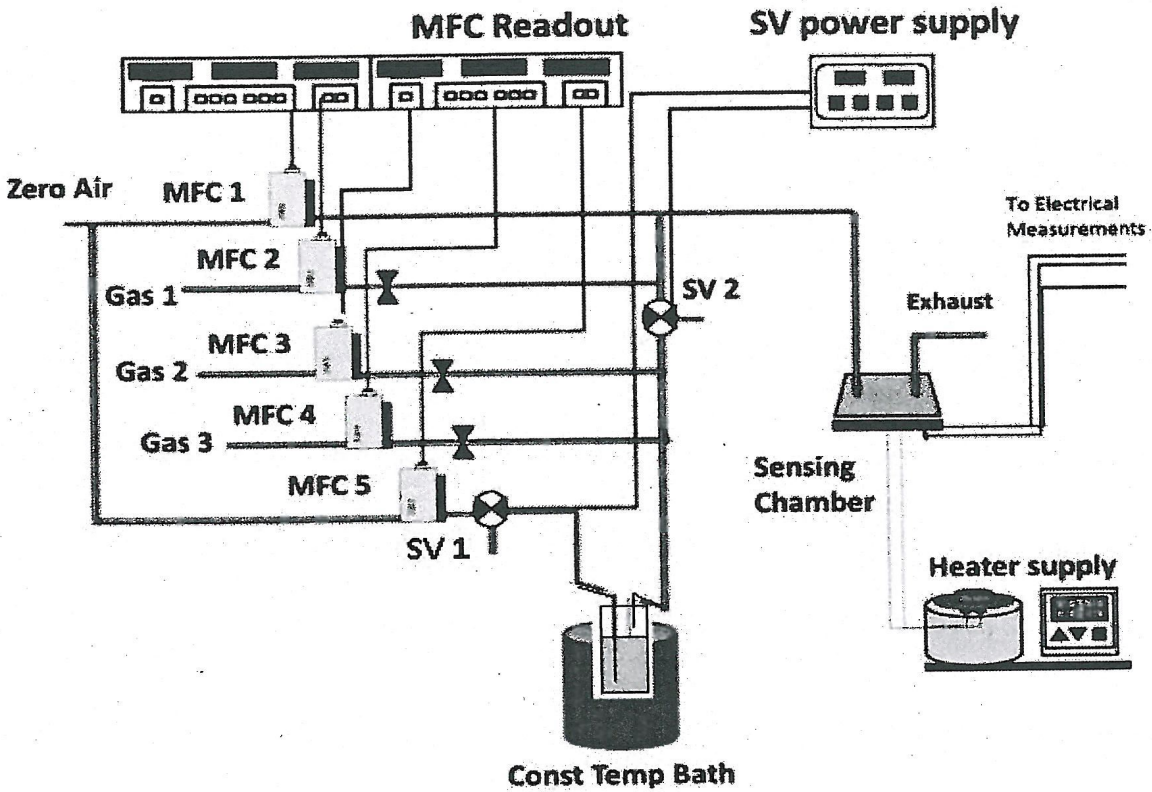 MFC Readout
SV power supply
Zero Air
MFC 1
To Electrical
Measurements
MFC 2
Gas 1
SV 2
Exhaust
MFC 3
Gas 2
MFC 4
Gas 3
MFC 5
Sensing
Chamber
SV 1
Heater supply
Const Temp Bath